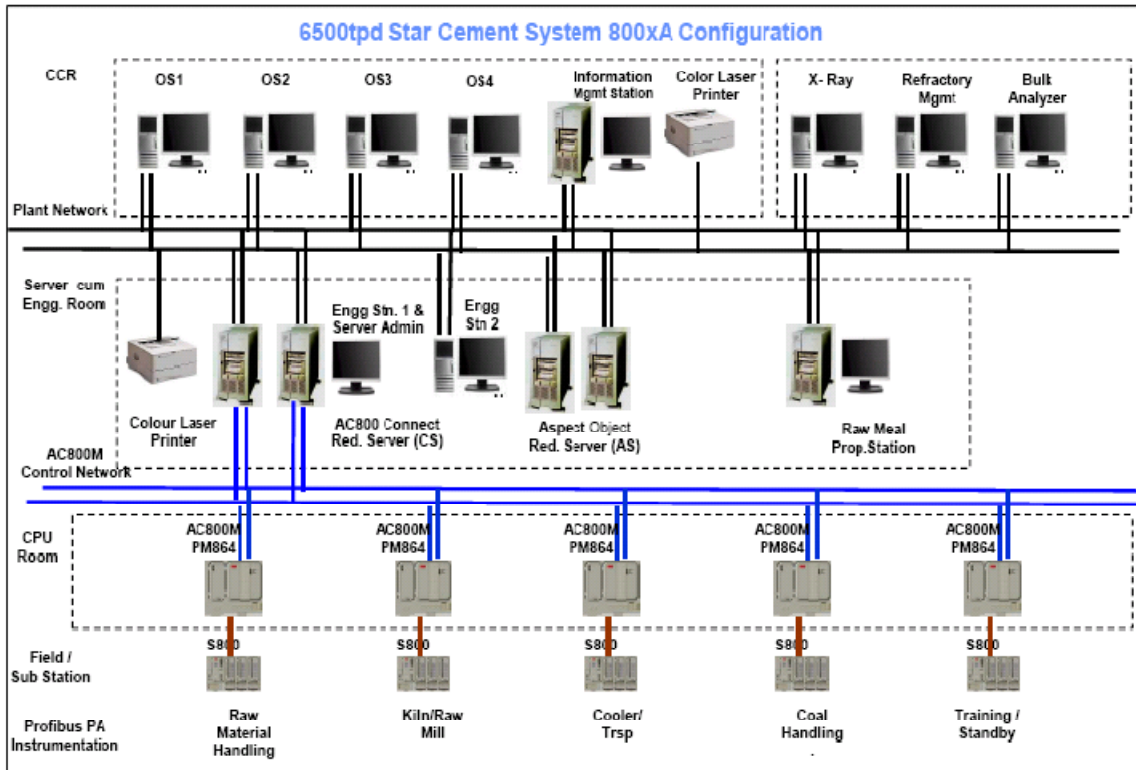 6500tpd Star Cement System 800xA Configuration
CCR
OS1
OS2
OS3
OS4
Information
Mgmt Station
Color Laser
Printer
X- Ray
Refractory
Mgmt
Bulk
Analyzer
Plant Network
Server cum
Engg. Room
Engg Stn. 1 &
Server Admin
Engg
Stn 2
Colour Laser
Printer
AC800 Connect
Red. Server (CS)
Aspect Object
Red. Server (AS)
Raw Meal
Prop.Station
AC800M
Control Network
CPU
Room
AC800M
PM864
AC800M
PM864
AC800M
PM864
AC800M
PM864
AC800M
PM864
Field /
Sub Station
S800
S800
S800
S800
S800
Profibus PA
Instrumentation
Raw
Material
Handling
Kiln/Raw
Mill
Cooler/
Trsp
Coal
Handling
.
Training /
Standby